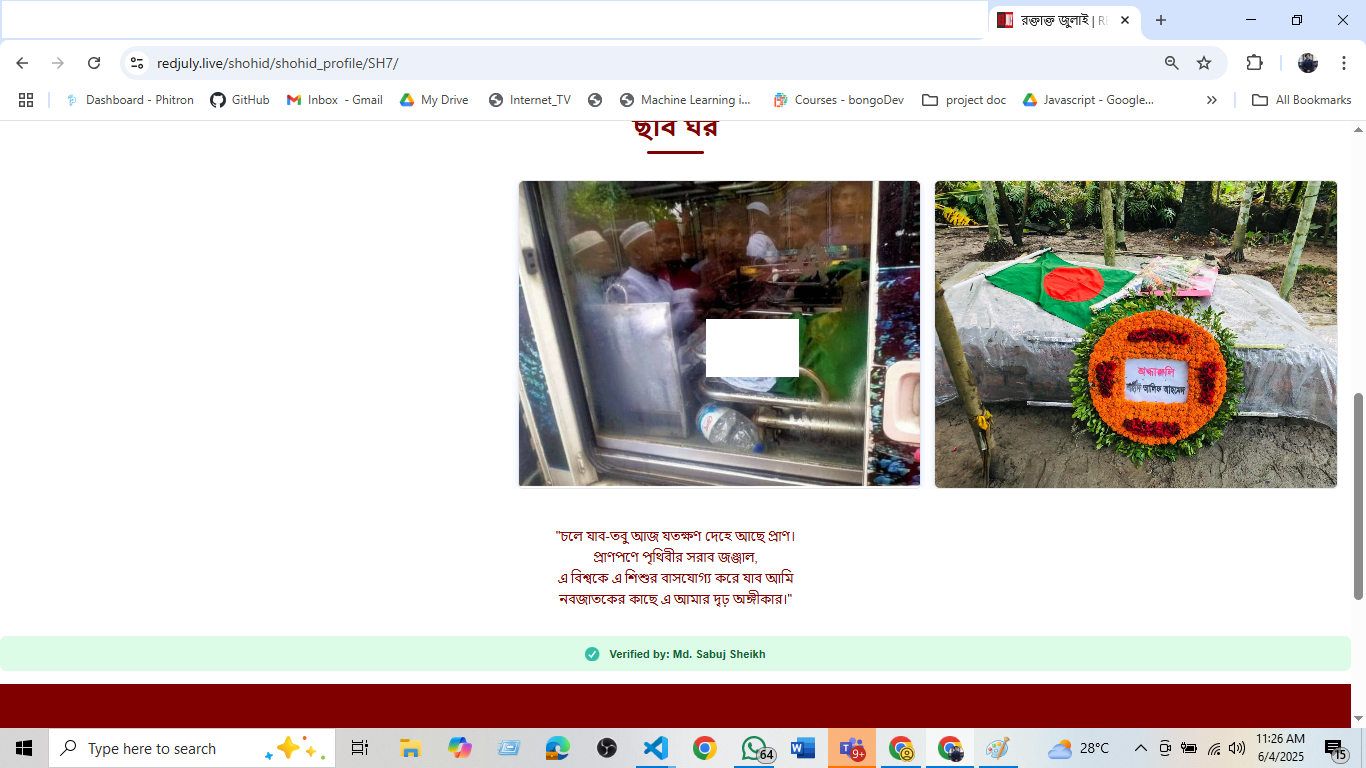 রক্তাক্ত জুলাই | RE
redjuly.live/shohid/shohid_profile/SH7/
Dashboard - Phitron
GitHub
Inbox - Gmail
My Drive
Internet_TV
Machine Learning i...
Courses - bongoDev
project doc
Javascript - Google...
All Bookmarks
ছবি ঘর
শ্রদ্ধাঞ্জলি
শহীদ আলিফ আহমেদ
"চলে যাব-তবু আজ যতক্ষণ দেহে আছে প্রাণ।
প্রাণপণে পৃথিবীর সরাব জঞ্জাল,
এ বিশ্বকে এ শিশুর বাসযোগ্য করে যাব আমি
নবজাতকের কাছে এ আমার দৃঢ় অঙ্গীকার।"
Verified by: Md. Sabuj Sheikh
Type here to search
64
9+
28°C
11:26 AM
6/4/2025
15